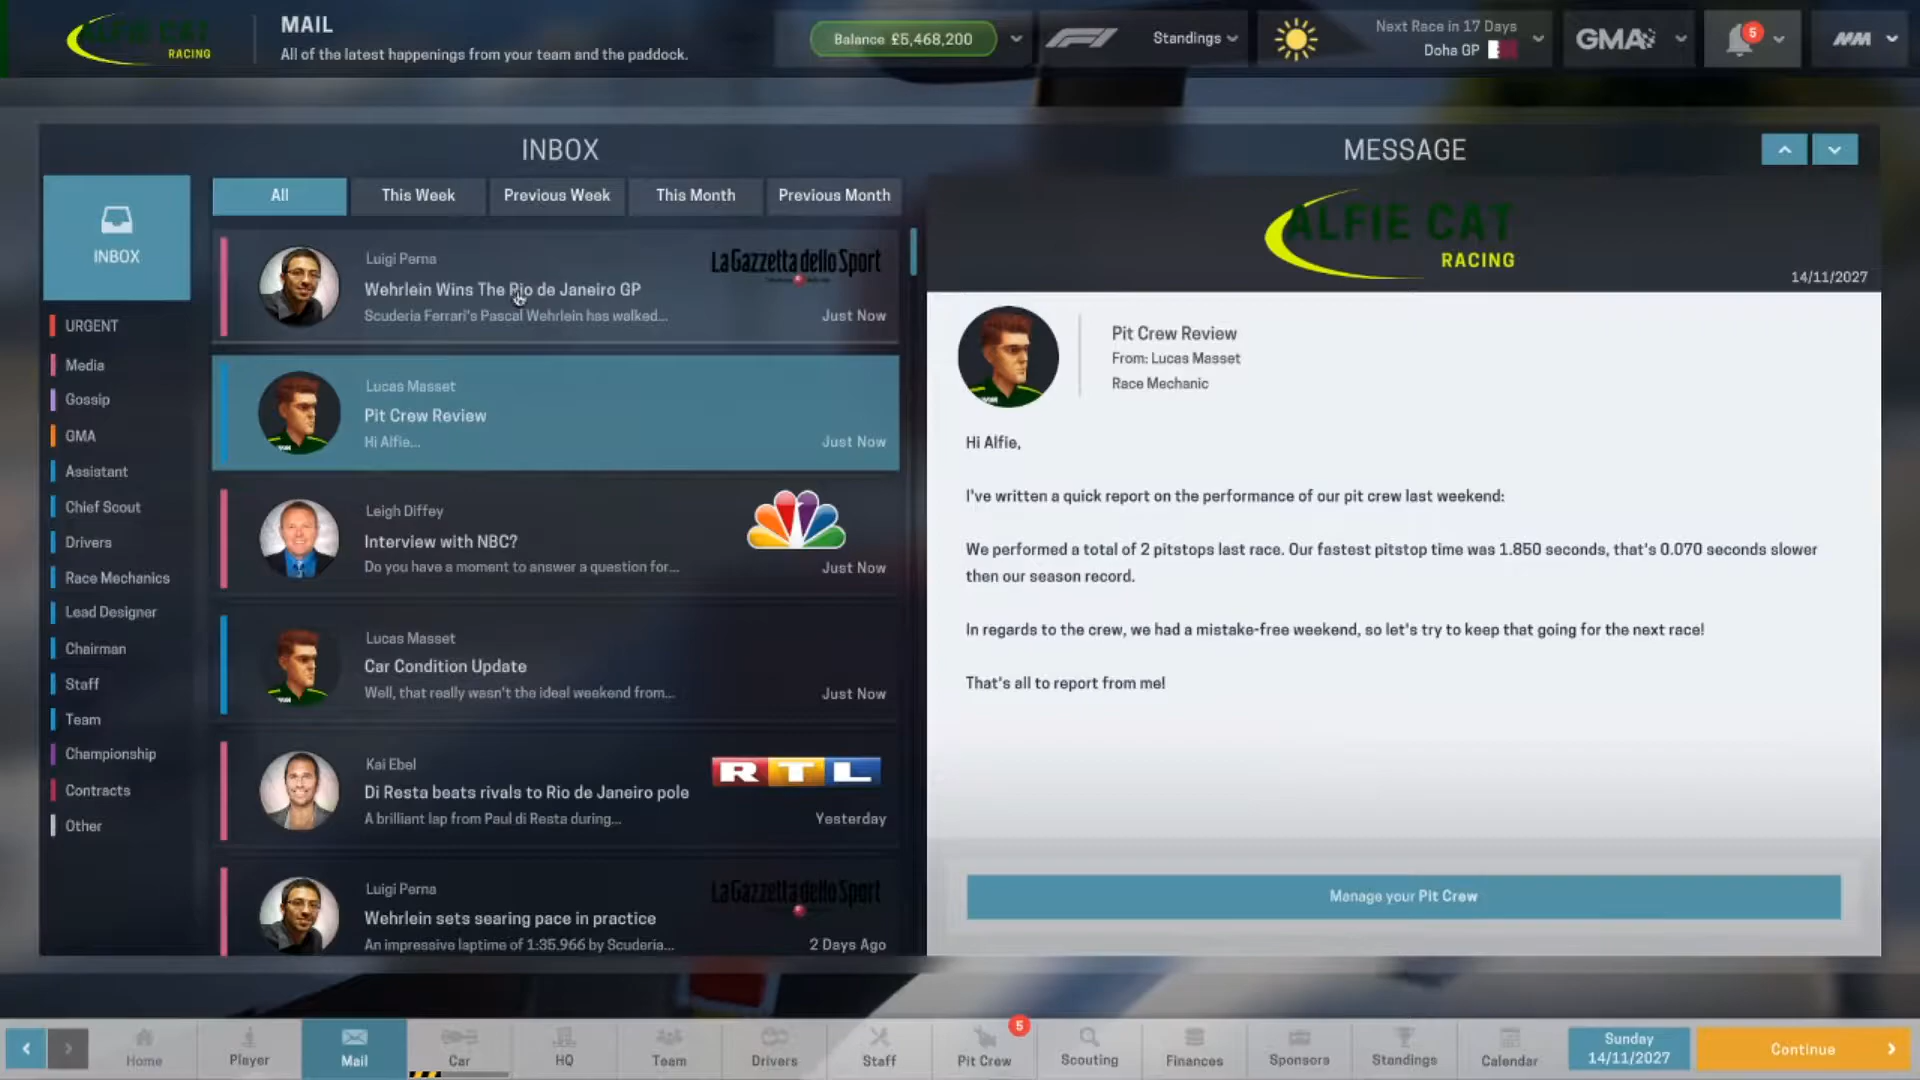 ALFIE CAT
RACING
MAIL
All of the latest happenings from your team and the paddock.
Balance £5,468,200
F1
Standings
Next Race in 17 Days
Doha GP
GMA
5
MM
INBOX
MESSAGE
INBOX
All
This Week
Previous Week
This Month
Previous Month
URGENT
Media
Gossip
GMA
Assistant
Chief Scout
Drivers
Race Mechanics
Lead Designer
Chairman
Staff
Team
Championship
Contracts
Other
Luigi Perna
La Gazzetta dello Sport
Wehrlein Wins The Rio de Janeiro GP
Scuderia Ferrari's Pascal Wehrlein has walked...
Just Now
Lucas Masset
Pit Crew Review
Hi Alfie...
Just Now
Leigh Diffey
Interview with NBC?
Do you have a moment to answer a question for...
Just Now
Lucas Masset
Car Condition Update
Well, that really wasn't the ideal weekend from...
Just Now
Kai Ebel
RTL
Di Resta beats rivals to Rio de Janeiro pole
A brilliant lap from Paul di Resta during...
Yesterday
Luigi Perna
La Gazzetta dello Sport
Wehrlein sets searing pace in practice
An impressive laptime of 1:35.966 by Scuderia...
2 Days Ago
ALFIE CAT
RACING
14/11/2027
Pit Crew Review
From: Lucas Masset
Race Mechanic
Hi Alfie,
I've written a quick report on the performance of our pit crew last weekend:
We performed a total of 2 pitstops last race. Our fastest pitstop time was 1.850 seconds, that's 0.070 seconds slower
then our season record.
In regards to the crew, we had a mistake-free weekend, so let's try to keep that going for the next race!
That's all to report from me!
Manage your Pit Crew
Home
Player
Mail
Car
HQ
Team
Drivers
Staff
5
Pit Crew
Scouting
Finances
Sponsors
Standings
Calendar
Sunday
14/11/2027
Continue